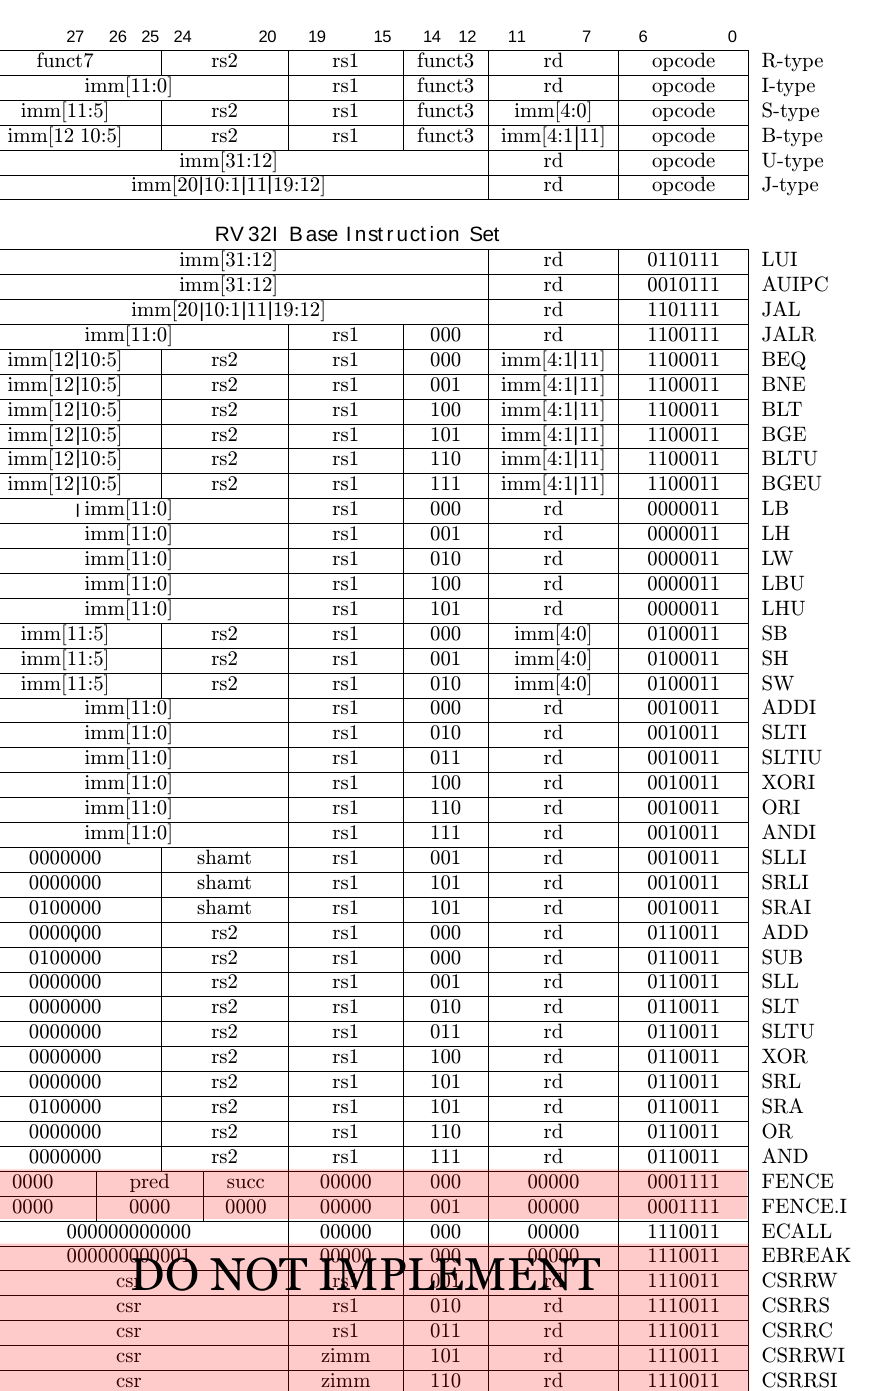 27 26 25 24 20 19 15 14 12 11 7 6 0
funct7 rs2 rs1 funct3 rd opcode R-type
imm[11:0] rs1 funct3 rd opcode I-type
imm[11:5] rs2 rs1 funct3 imm[4:0] opcode S-type
imm[12 10:5] rs2 rs1 funct3 imm[4:1|11] opcode B-type
imm[31:12] rd opcode U-type
imm[20|10:1|11|19:12] rd opcode J-type
RV32I Base Instruction Set
imm[31:12] rd 0110111 LUI
imm[31:12] rd 0010111 AUIPC
imm[20|10:1|11|19:12] rd 1101111 JAL
imm[11:0] rs1 000 rd 1100111 JALR
imm[12|10:5] rs2 rs1 000 imm[4:1|11] 1100011 BEQ
imm[12|10:5] rs2 rs1 001 imm[4:1|11] 1100011 BNE
imm[12|10:5] rs2 rs1 100 imm[4:1|11] 1100011 BLT
imm[12|10:5] rs2 rs1 101 imm[4:1|11] 1100011 BGE
imm[12|10:5] rs2 rs1 110 imm[4:1|11] 1100011 BLTU
imm[12|10:5] rs2 rs1 111 imm[4:1|11] 1100011 BGEU
imm[11:0] rs1 000 rd 0000011 LB
imm[11:0] rs1 001 rd 0000011 LH
imm[11:0] rs1 010 rd 0000011 LW
imm[11:0] rs1 100 rd 0000011 LBU
imm[11:0] rs1 101 rd 0000011 LHU
imm[11:5] rs2 rs1 000 imm[4:0] 0100011 SB
imm[11:5] rs2 rs1 001 imm[4:0] 0100011 SH
imm[11:5] rs2 rs1 010 imm[4:0] 0100011 SW
imm[11:0] rs1 000 rd 0010011 ADDI
imm[11:0] rs1 010 rd 0010011 SLTI
imm[11:0] rs1 011 rd 0010011 SLTIU
imm[11:0] rs1 100 rd 0010011 XORI
imm[11:0] rs1 110 rd 0010011 ORI
imm[11:0] rs1 111 rd 0010011 ANDI
0000000 shamt rs1 001 rd 0010011 SLLI
0000000 shamt rs1 101 rd 0010011 SRLI
0100000 shamt rs1 101 rd 0010011 SRAI
0000000 rs2 rs1 000 rd 0110011 ADD
0100000 rs2 rs1 000 rd 0110011 SUB
0000000 rs2 rs1 001 rd 0110011 SLL
0000000 rs2 rs1 010 rd 0110011 SLT
0000000 rs2 rs1 011 rd 0110011 SLTU
0000000 rs2 rs1 100 rd 0110011 XOR
0000000 rs2 rs1 101 rd 0110011 SRL
0100000 rs2 rs1 101 rd 0110011 SRA
0000000 rs2 rs1 110 rd 0110011 OR
0000000 rs2 rs1 111 rd 0110011 AND
0000 pred succ 00000 000 00000 0001111 FENCE
0000 0000 0000 00000 001 00000 0001111 FENCE.I
000000000000 00000 000 00000 1110011 ECALL
000000000001 00000 000 00000 1110011 EBREAK
DO NOT IMPLEMENT
csr rs1 001 rd 1110011 CSRRW
csr rs1 010 rd 1110011 CSRRS
csr rs1 011 rd 1110011 CSRRC
csr zimm 101 rd 1110011 CSRRWI
csr zimm 110 rd 1110011 CSRRSI